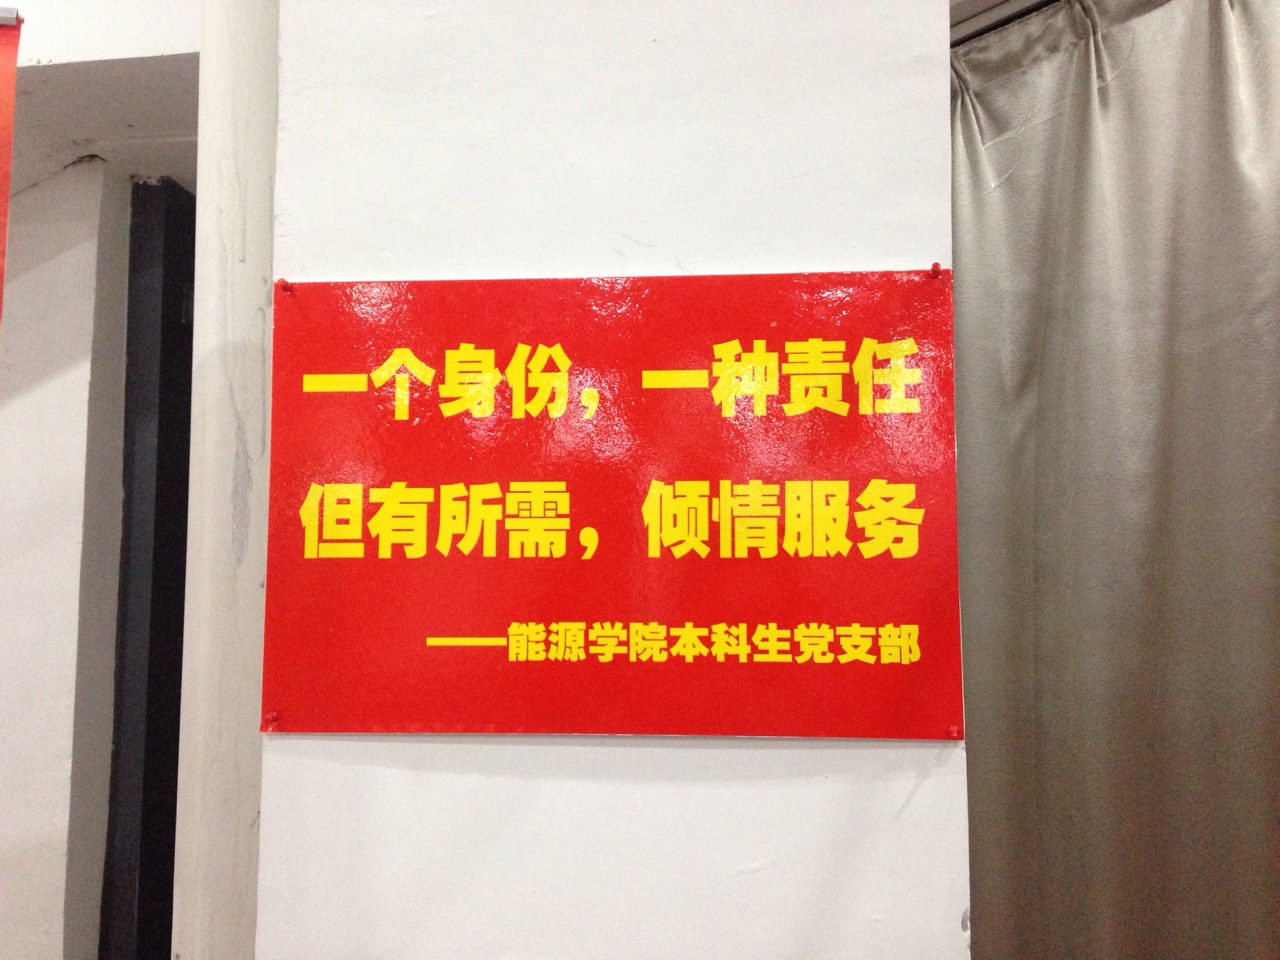 一个身份，一种责任
但有所需，倾情服务
——能源学院本科生党支部